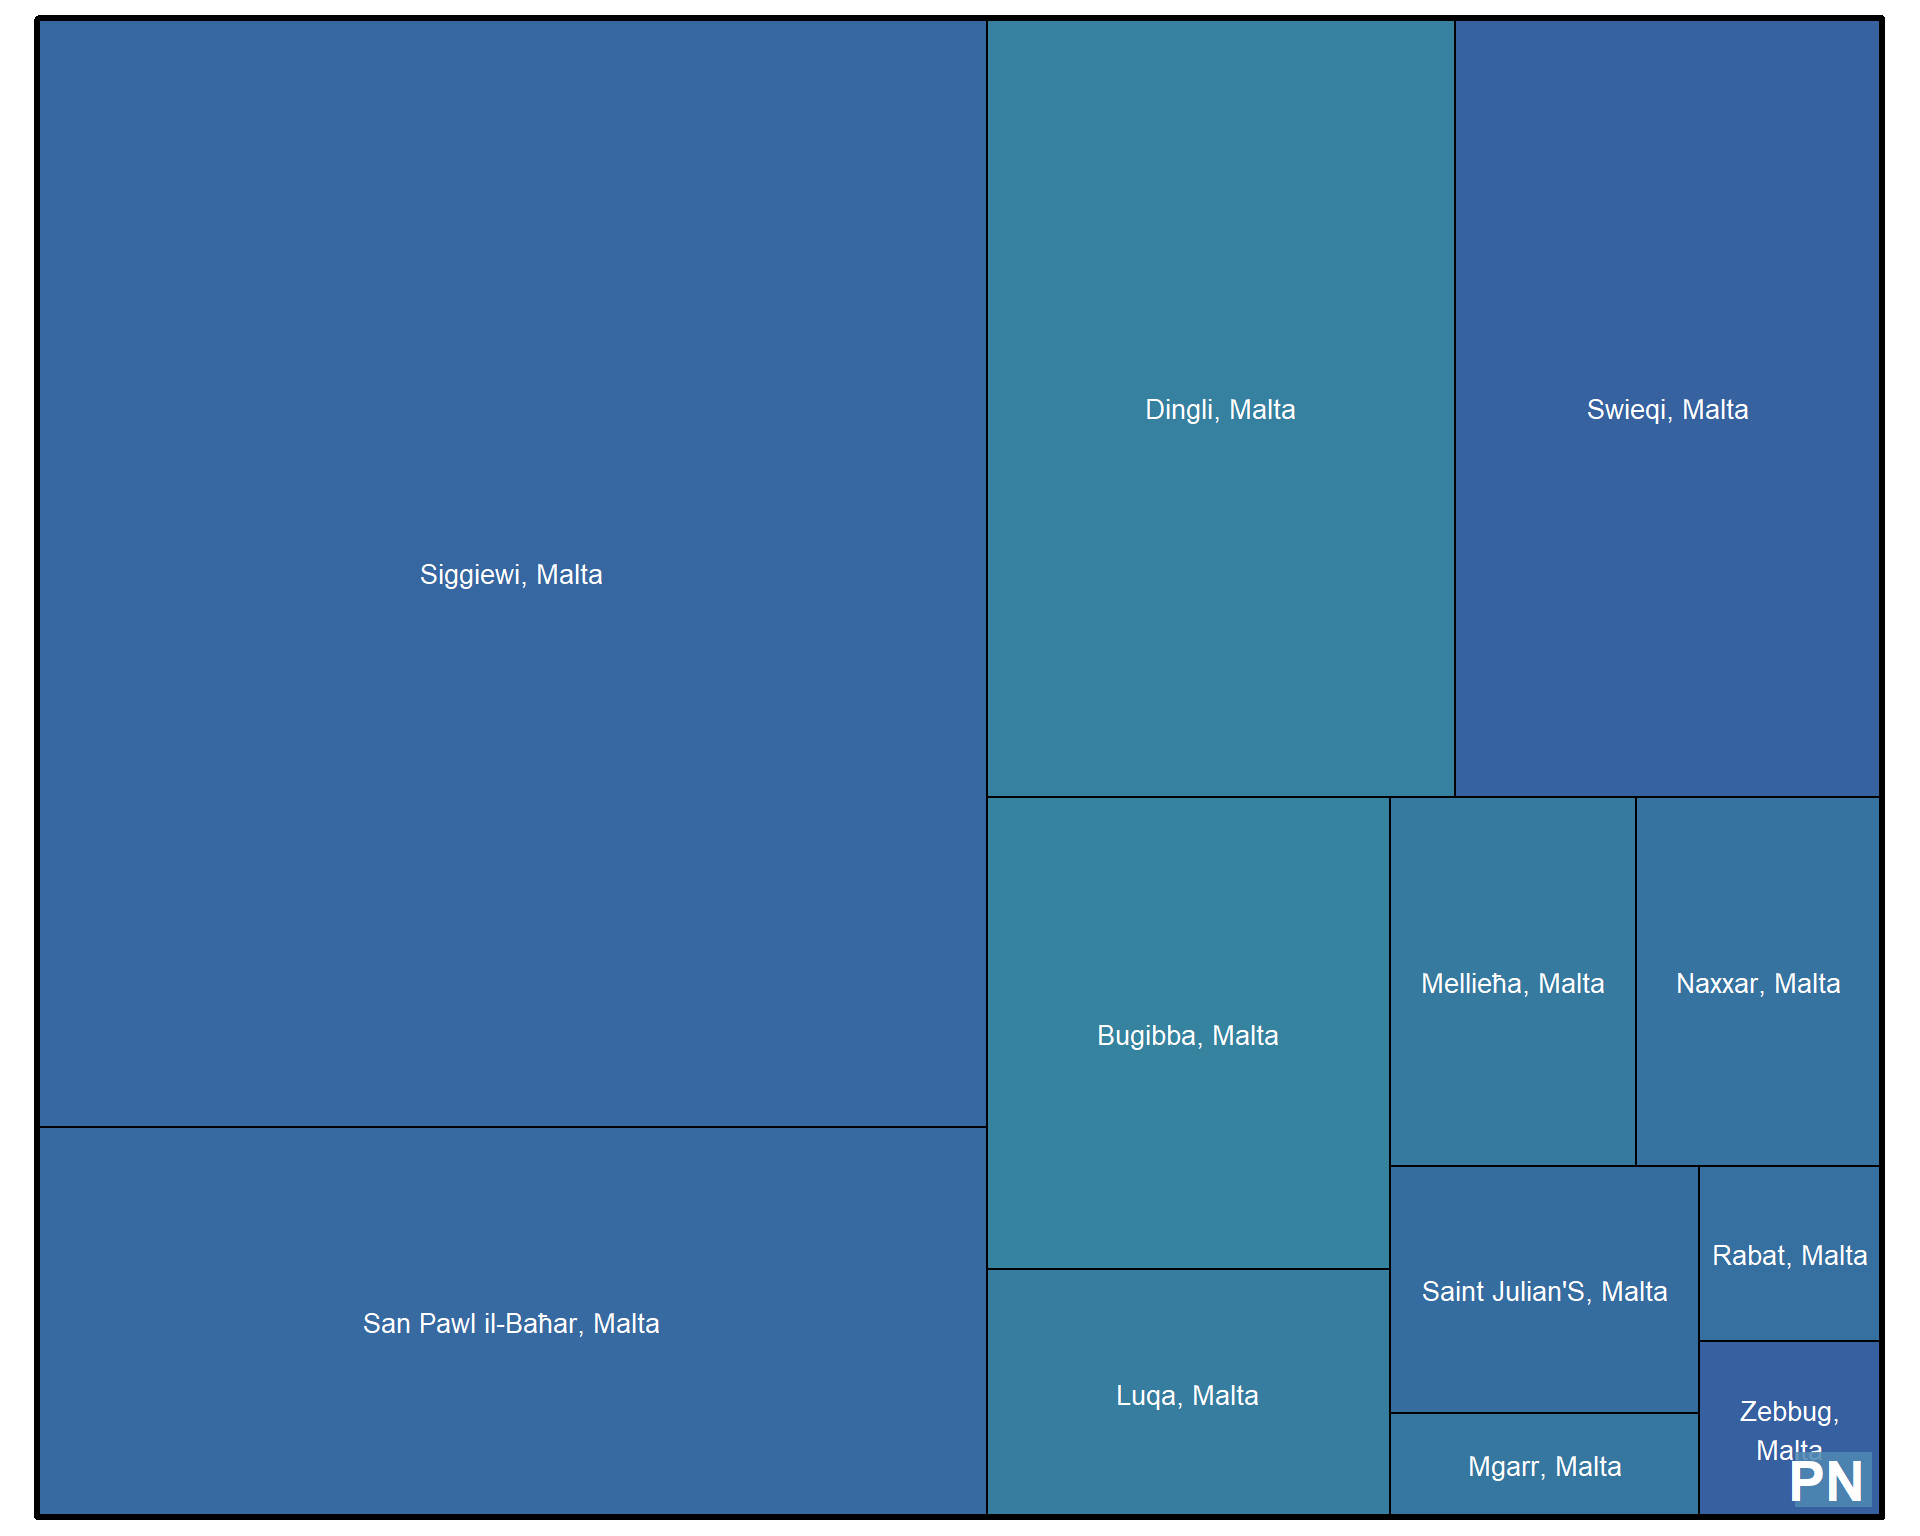 Siggiewi, Malta
San Pawl il-Baħar, Malta
Dingli, Malta
Swieqi, Malta
Bugibba, Malta
Luqa, Malta
Mellieħa, Malta
Naxxar, Malta
Saint Julian'S, Malta
Mgarr, Malta
Rabat, Malta
Zebbug,
Malta
PN